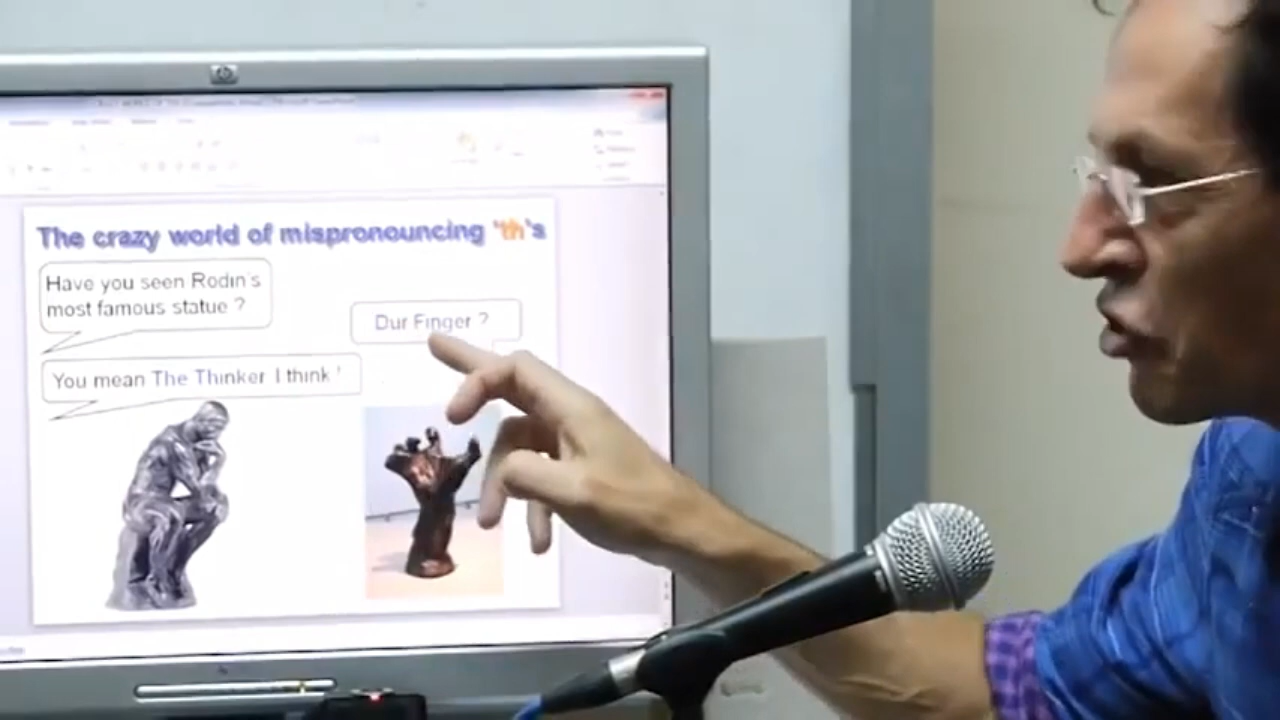 The crazy world of mispronouncing 'th's
Have you seen Rodin's
most famous statue ?
Dur Finger ?
You mean The Thinker I think !
hp